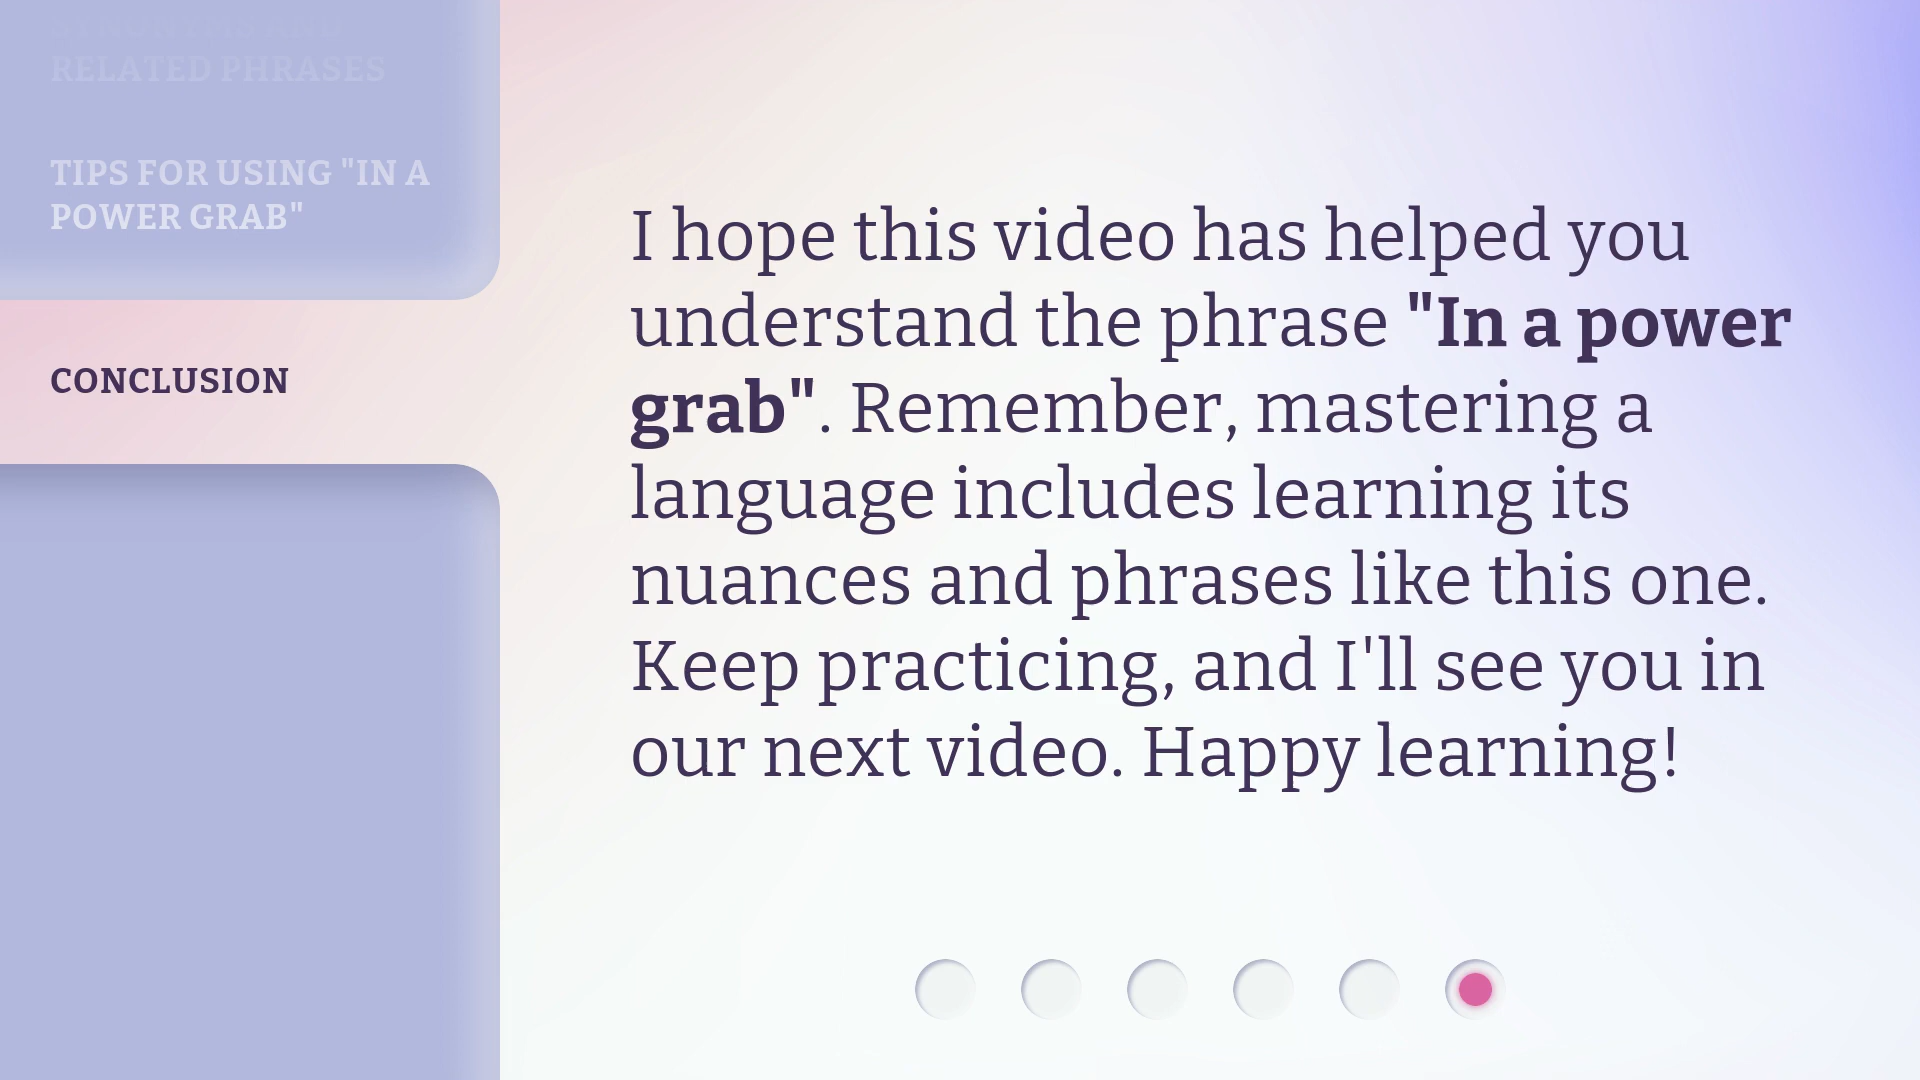 SYNONYMS AND
RELATED PHRASES
TIPS FOR USING "IN A
POWER GRAB"
CONCLUSION
I hope this video has helped you
understand the phrase "In a power
grab". Remember, mastering a
language includes learning its
nuances and phrases like this one.
Keep practicing, and I'll see you in
our next video. Happy learning!